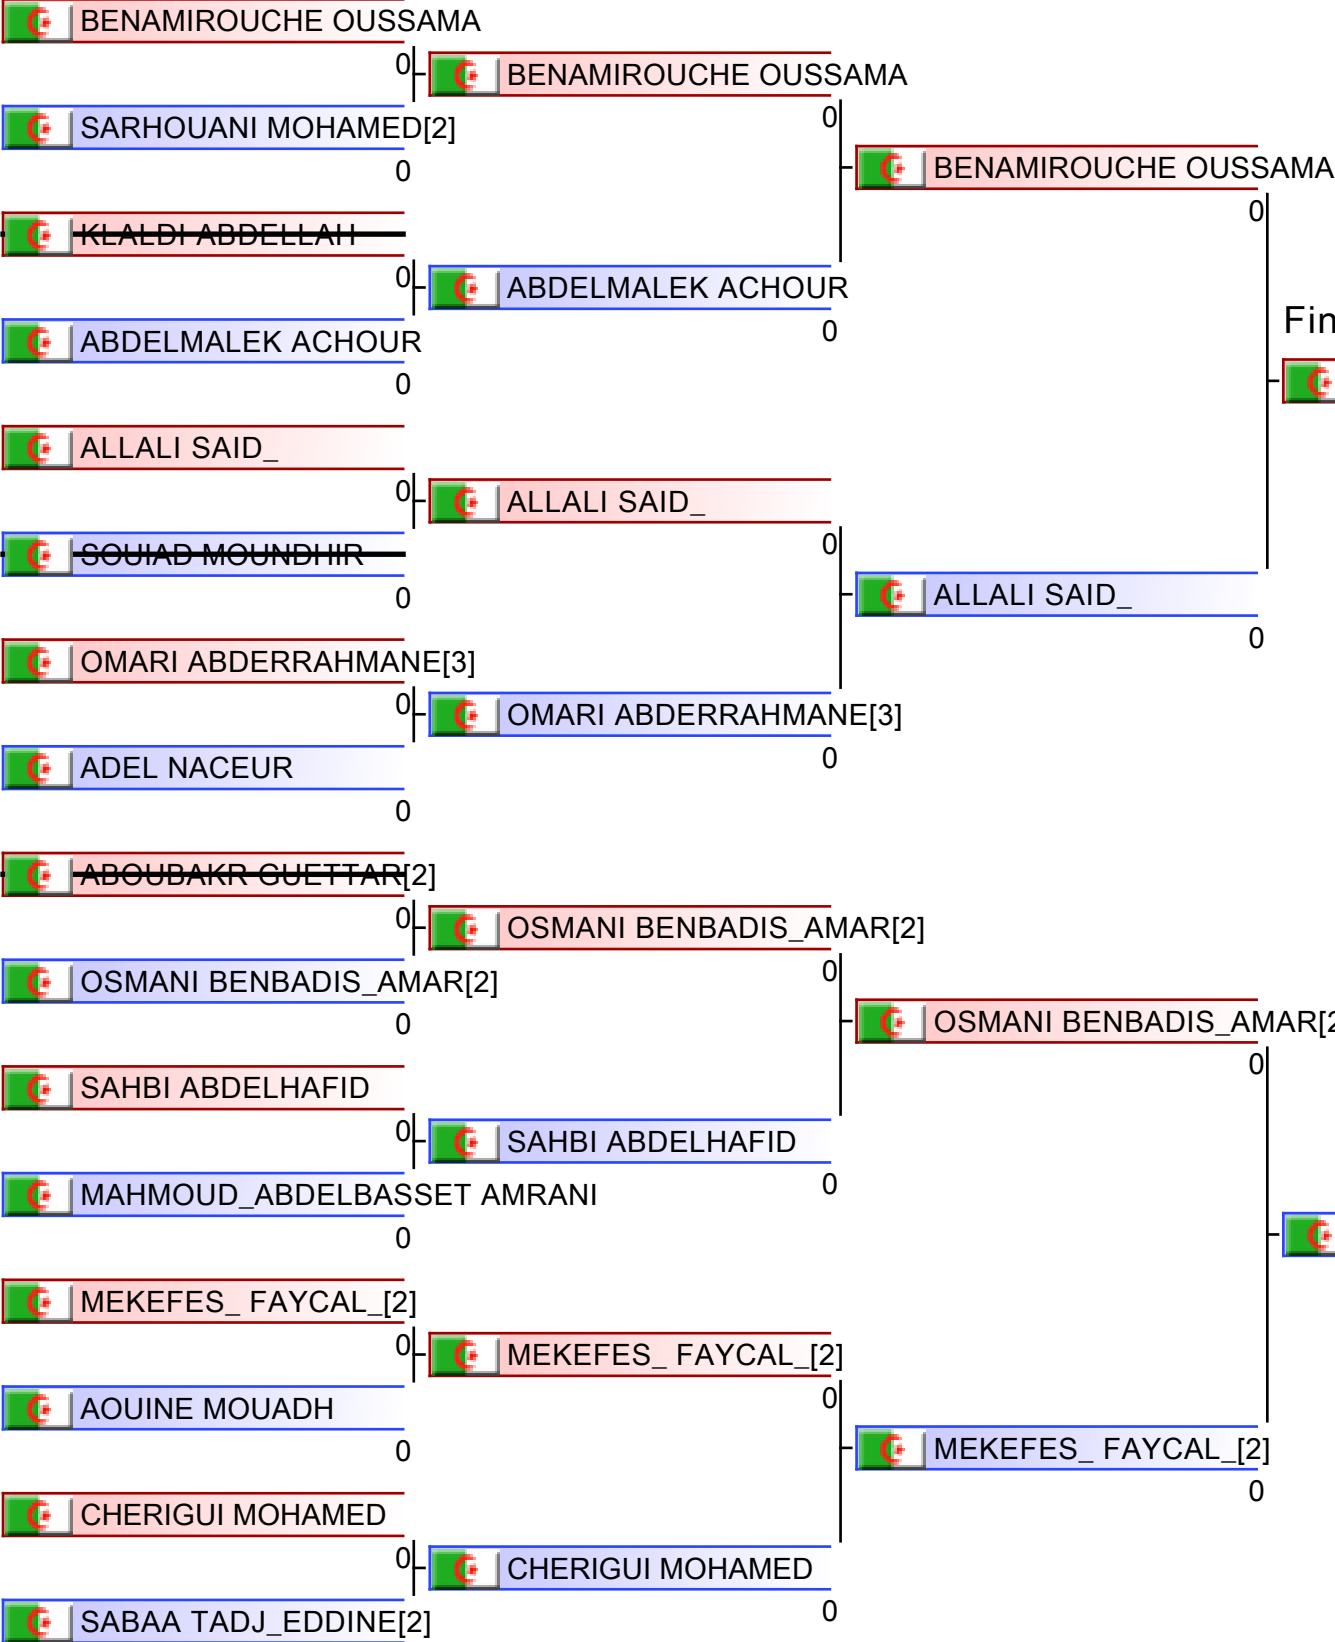 BENAMIROUCHE OUSSAMA
0
SARHOUANI MOHAMED[2]
0
KLALDI ABDELLAH
0
ABDELMALEK ACHOUR
0
ALLALI SAID_
0
SOUIAD MOUNDHIR
0
OMARI ABDERRAHMANE[3]
0
ADEL NACEUR
0
ABOUBAKR GUETTAR[2]
0
OSMANI BENBADIS_AMAR[2]
0
SAHBI ABDELHAFID
0
MAHMOUD_ABDELBASSET AMRANI
0
MEKEFES_ FAYCAL_[2]
0
AOUINE MOUADH
0
CHERIGUI MOHAMED
0
SABAA TADJ_EDDINE[2]
BENAMIROUCHE OUSSAMA
0
ABDELMALEK ACHOUR
0
ALLALI SAID_
0
OMARI ABDERRAHMANE[3]
0
OSMANI BENBADIS_AMAR[2]
0
SAHBI ABDELHAFID
0
MEKEFES_ FAYCAL_[2]
0
CHERIGUI MOHAMED
0
BENAMIROUCHE OUSSAMA
0
ALLALI SAID_
0
OSMANI BENBADIS_AMAR[2
0
MEKEFES_ FAYCAL_[2]
0
Fin